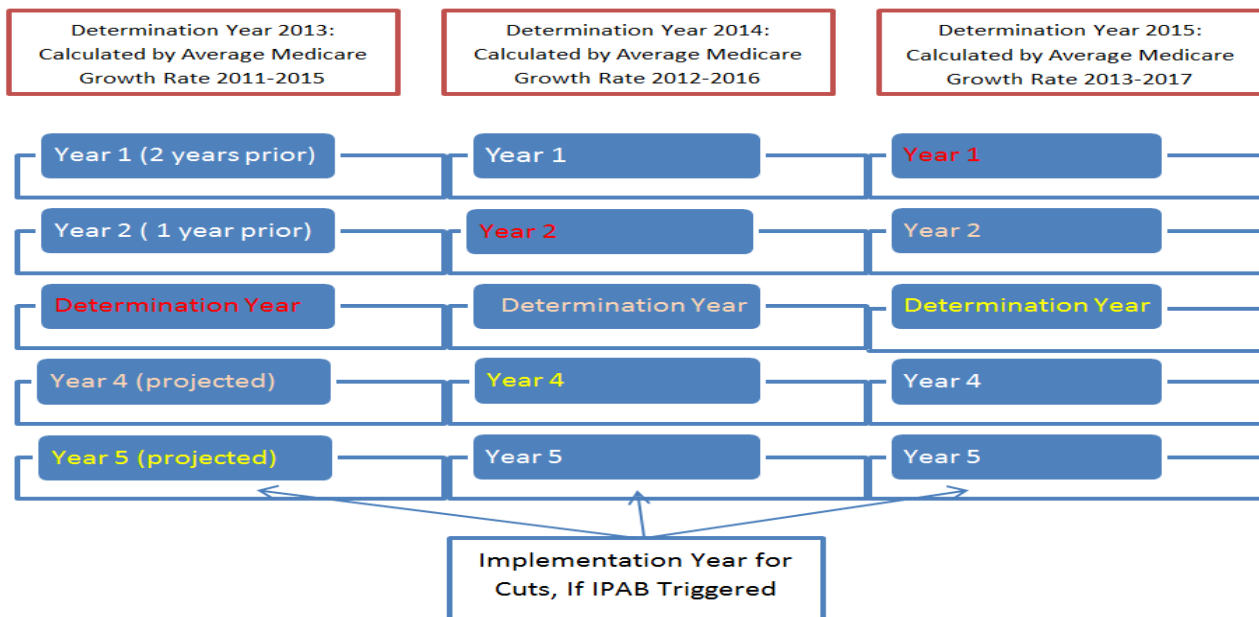 Determination Year 2013:
Calculated by Average Medicare
Growth Rate 2011-2015
Determination Year 2014:
Calculated by Average Medicare
Growth Rate 2012-2016
Determination Year 2015:
Calculated by Average Medicare
Growth Rate 2013-2017
Year 1 (2 years prior)
Year 2 ( 1 year prior)
Determination Year
Year 4 (projected)
Year 5 (projected)
Year 1
Year 2
Determination Year
Year 4
Year 5
Year 1
Year 2
Determination Year
Year 4
Year 5
Implementation Year for
Cuts, If IPAB Triggered